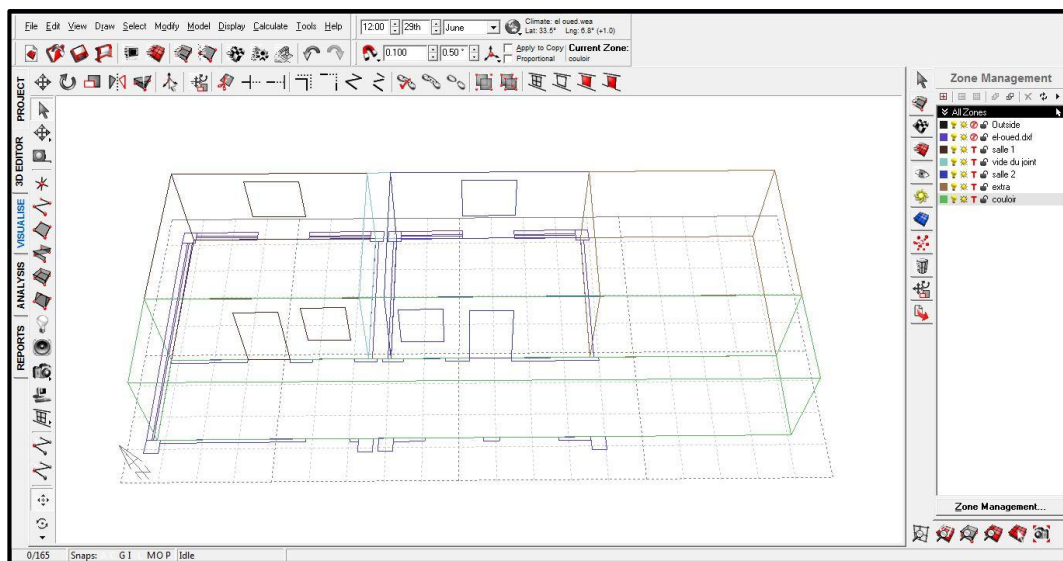 File Edit View Draw Select Modify Model Display Calculate Tools Help
12:00 29th June
Climate: el oued.wea
Lat: 33.5° Lng: 6.8° (+1.0)
0.100 0.50°
Apply to Copy
Proportional
Current Zone:
couloir
PROJECT
3D EDITOR
VISUALISE
ANALYSIS
REPORTS
Zone Management
All Zones
Outside
el-oued.dxf
T salle 1
T vide du joint
T salle 2
T extra
T couloir
Zone Management...
0/165 Snaps: G I M O P Idle